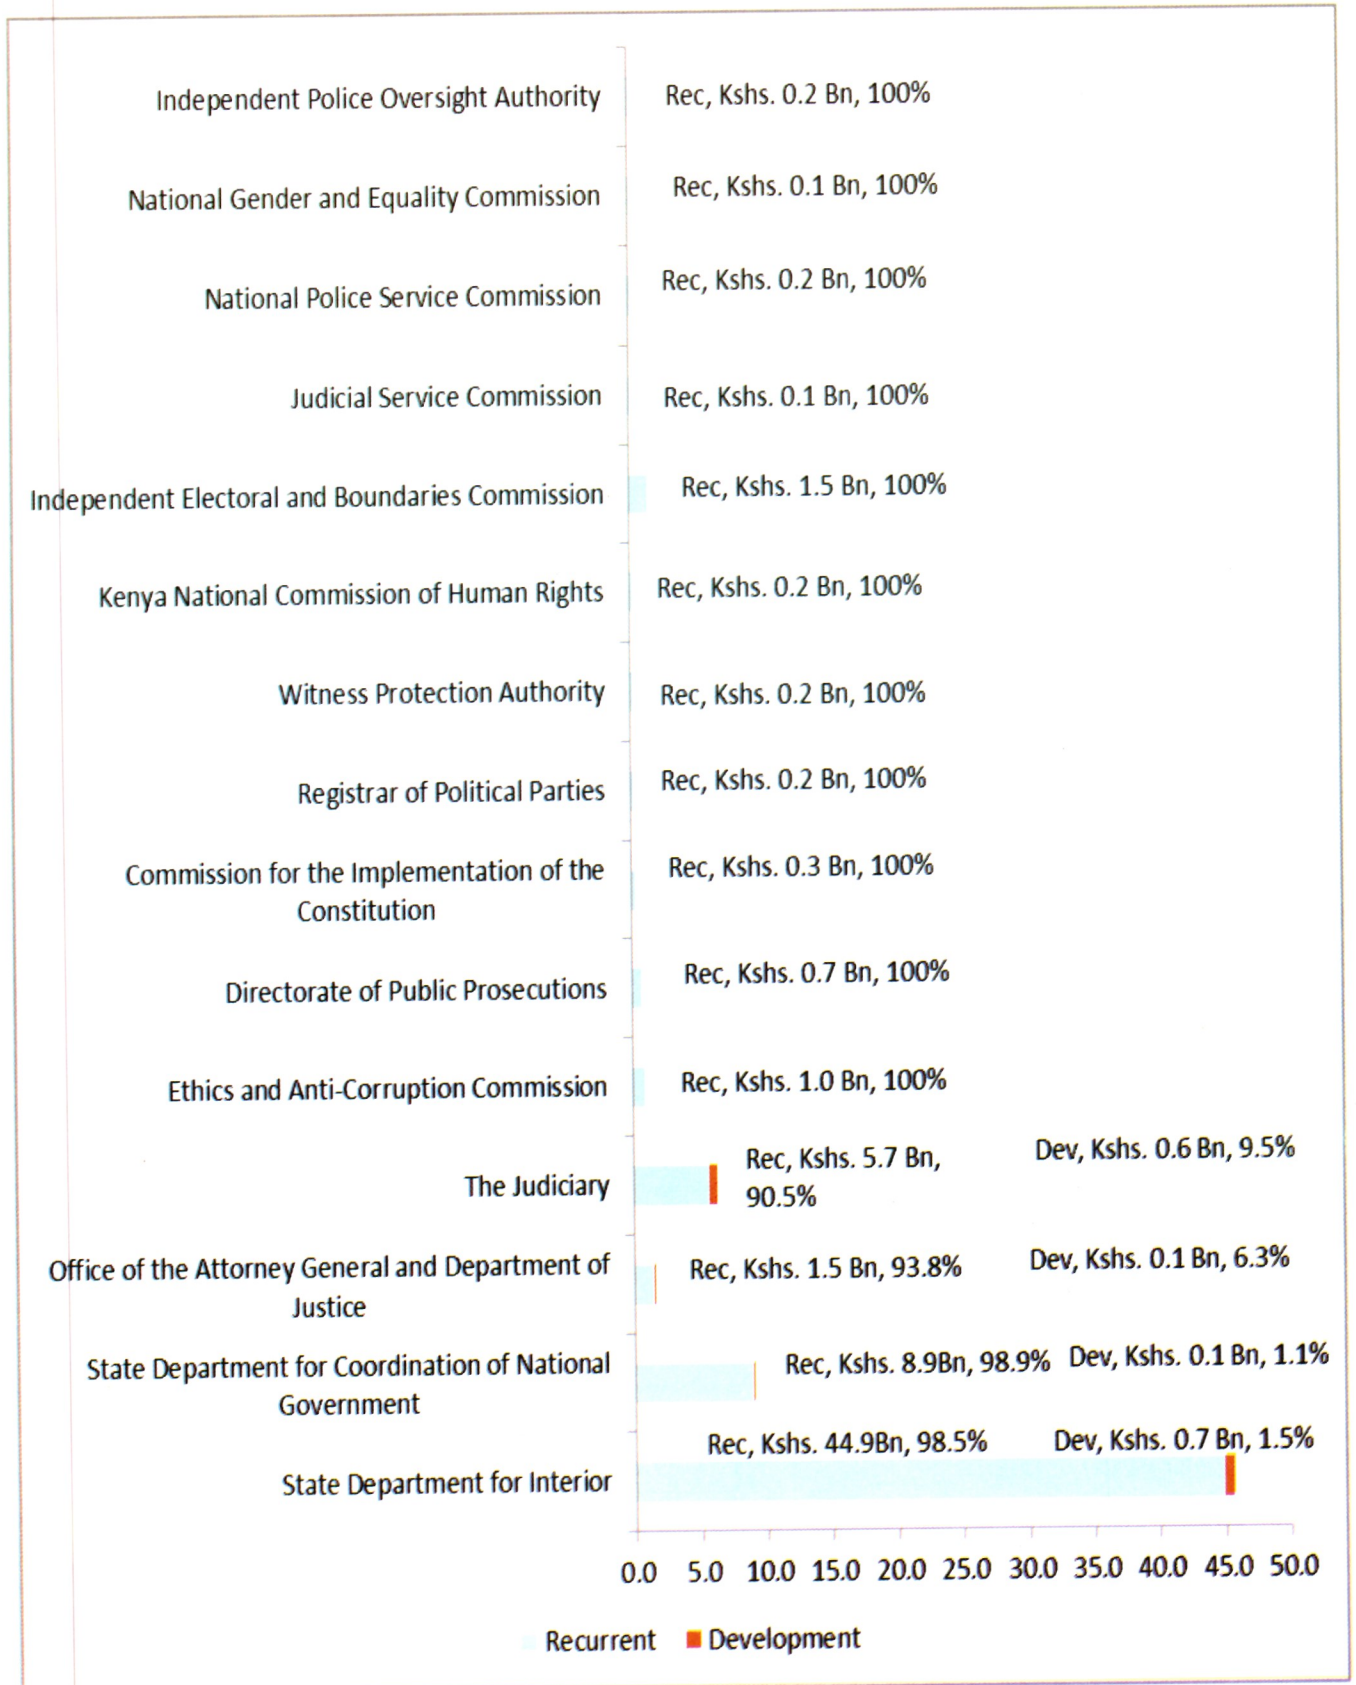 Independent Police Oversight Authority Rec, Kshs. 0.2 Bn, 100%
National Gender and Equality Commission Rec, Kshs. 0.1 Bn, 100%
National Police Service Commission Rec, Kshs. 0.2 Bn, 100%
Judicial Service Commission Rec, Kshs. 0.1 Bn, 100%
Independent Electoral and Boundaries Commission Rec, Kshs. 1.5 Bn, 100%
Kenya National Commission of Human Rights Rec, Kshs. 0.2 Bn, 100%
Witness Protection Authority Rec, Kshs. 0.2 Bn, 100%
Registrar of Political Parties Rec, Kshs. 0.2 Bn, 100%
Commission for the Implementation of the Rec, Kshs. 0.3 Bn, 100%
Constitution
Directorate of Public Prosecutions Rec, Kshs. 0.7 Bn, 100%
Ethics and Anti-Corruption Commission Rec, Kshs. 1.0 Bn, 100%
The Judiciary Rec, Kshs. 5.7 Bn, Dev, Kshs. 0.6 Bn, 9.5%
90.5%
Office of the Attorney General and Department of Rec, Kshs. 1.5 Bn, 93.8% Dev, Kshs. 0.1 Bn, 6.3%
Justice
State Department for Coordination of National Rec, Kshs. 8.9Bn, 98.9% Dev, Kshs. 0.1 Bn, 1.1%
Government
State Department for Interior Rec, Kshs. 44.9Bn, 98.5% Dev, Kshs. 0.7 Bn, 1.5%
0.0 5.0 10.0 15.0 20.0 25.0 30.0 35.0 40.0 45.0 50.0
Recurrent Development